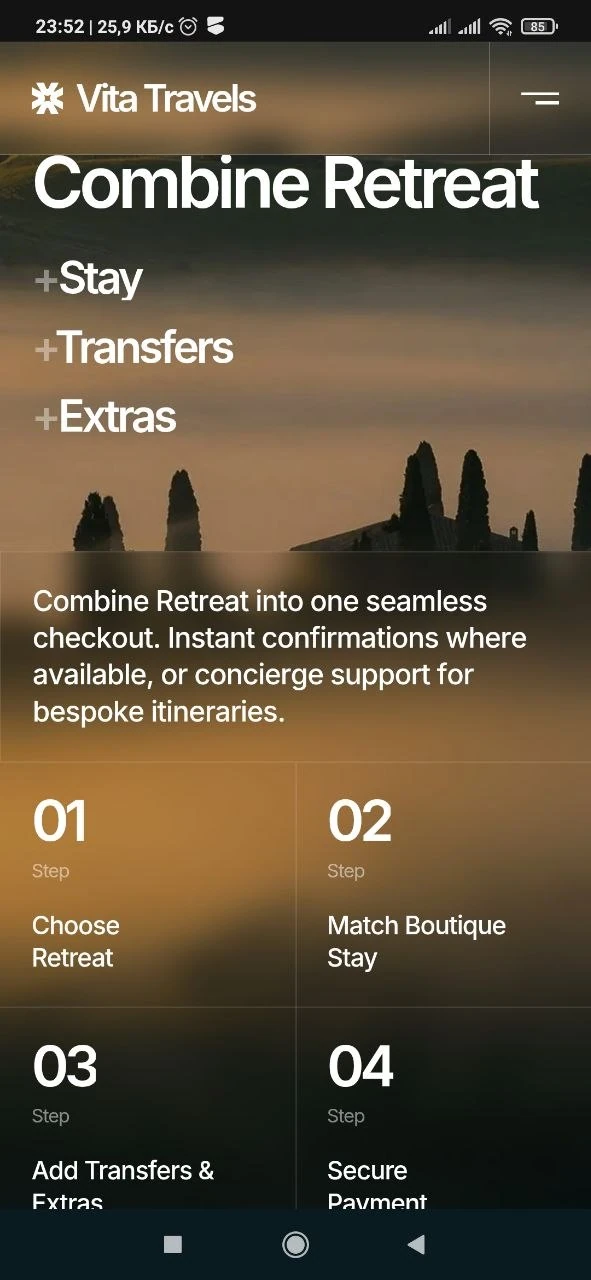 23:52 | 25,9 КБ/с
85
Vita Travels
Combine Retreat
+Stay
+Transfers
+Extras
Combine Retreat into one seamless
checkout. Instant confirmations where
available, or concierge support for
bespoke itineraries.
01
Step
Choose
Retreat
02
Step
Match Boutique
Stay
03
Step
Add Transfers &
Extras
04
Step
Secure
Payment